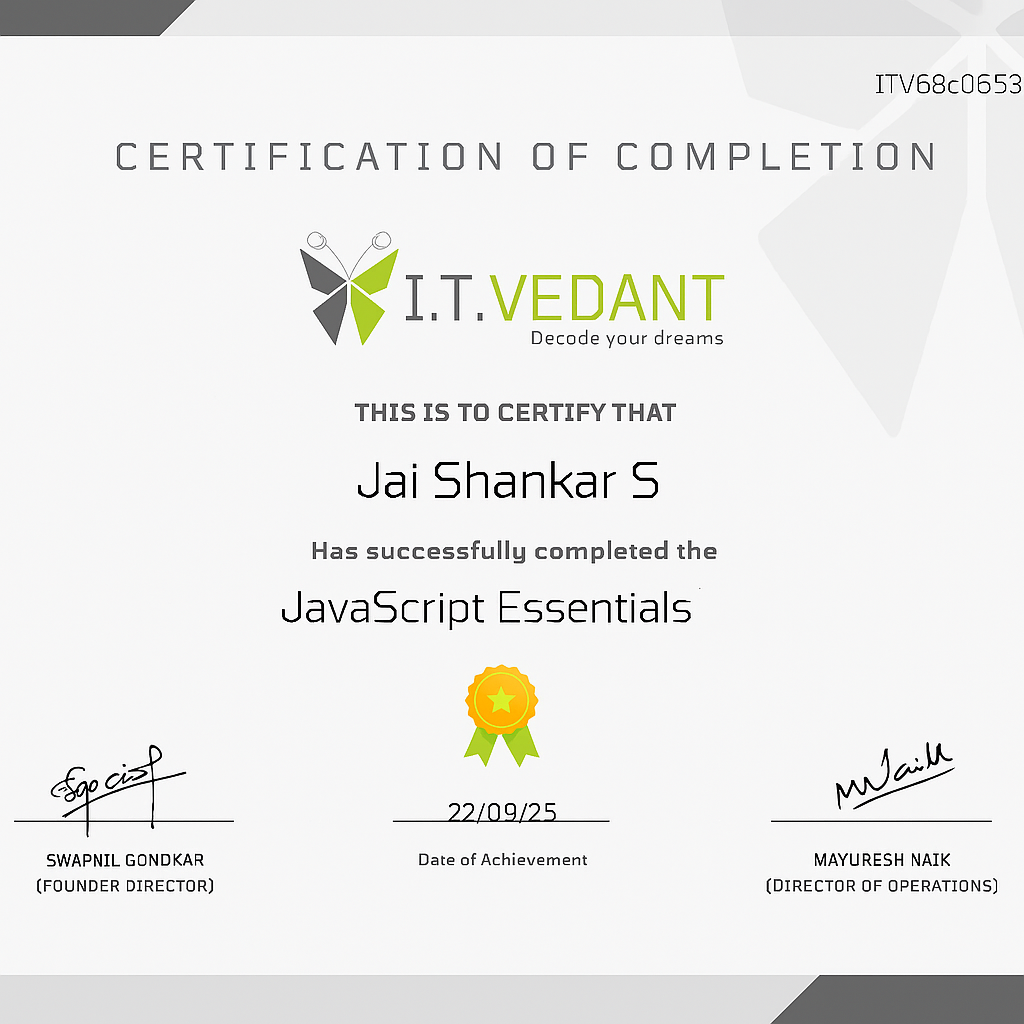 ITV68c0653
CERTIFICATION OF COMPLETION
I.T.VEDANT
Decode your dreams
THIS IS TO CERTIFY THAT
Jai Shankar S
Has successfully completed the
JavaScript Essentials
22/09/25
SWAPNIL GONDKAR
(FOUNDER DIRECTOR)
Date of Achievement
MAYURESH NAIK
(DIRECTOR OF OPERATIONS)